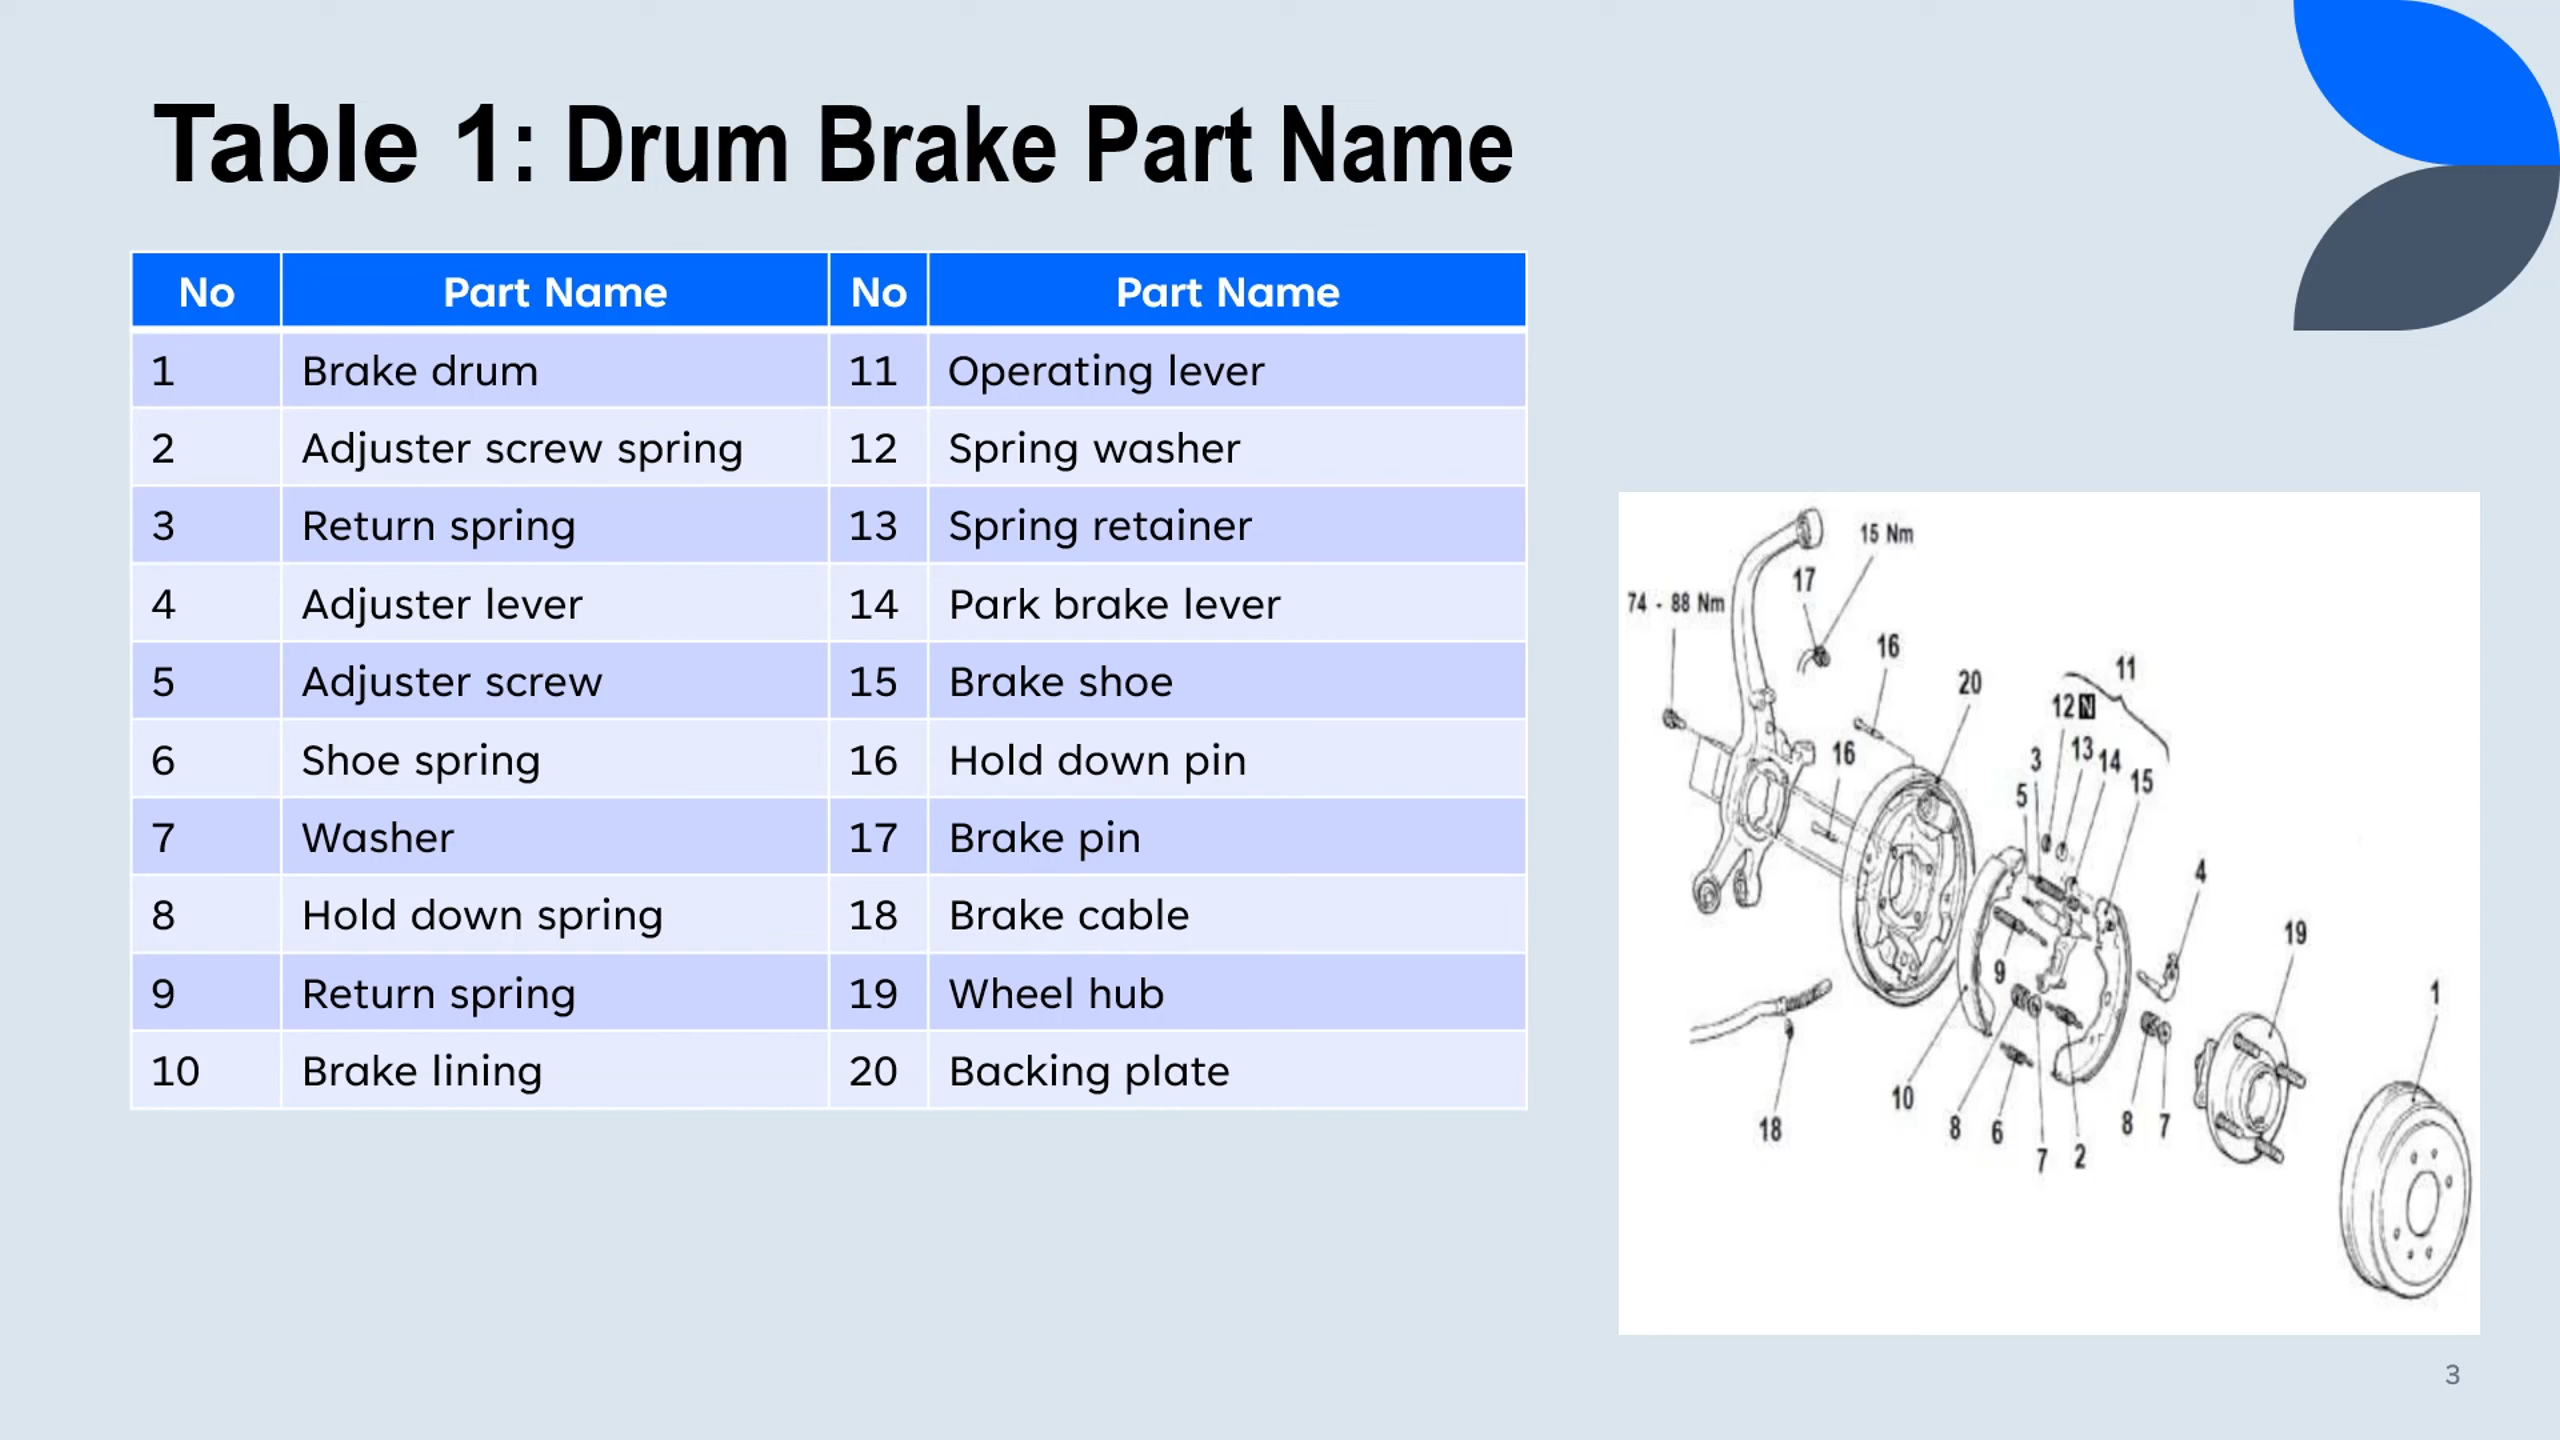 Table 1: Drum Brake Part Name
No Part Name No Part Name
1 Brake drum 11 Operating lever
2 Adjuster screw spring 12 Spring washer
3 Return spring 13 Spring retainer
4 Adjuster lever 14 Park brake lever
5 Adjuster screw 15 Brake shoe
6 Shoe spring 16 Hold down pin
7 Washer 17 Brake pin
8 Hold down spring 18 Brake cable
9 Return spring 19 Wheel hub
10 Brake lining 20 Backing plate
15 Nm
17
74 - 88 Nm
16
20
11
12 N
16
3
13
14
15
5
4
19
9
1
10
18
8
6
7
2
8
7
3